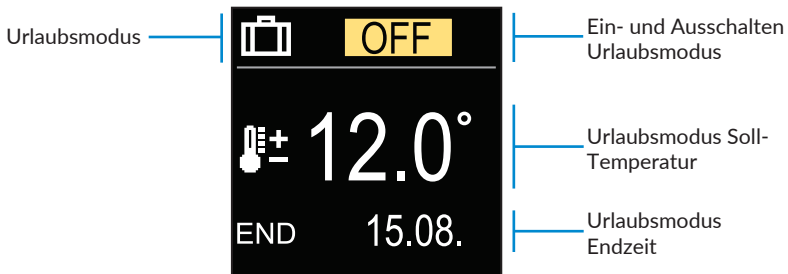 Urlaubsmodus
OFF
Ein- und Ausschalten
Urlaubsmodus
12.0°
Urlaubsmodus Soll-
Temperatur
END 15.08.
Urlaubsmodus
Endzeit